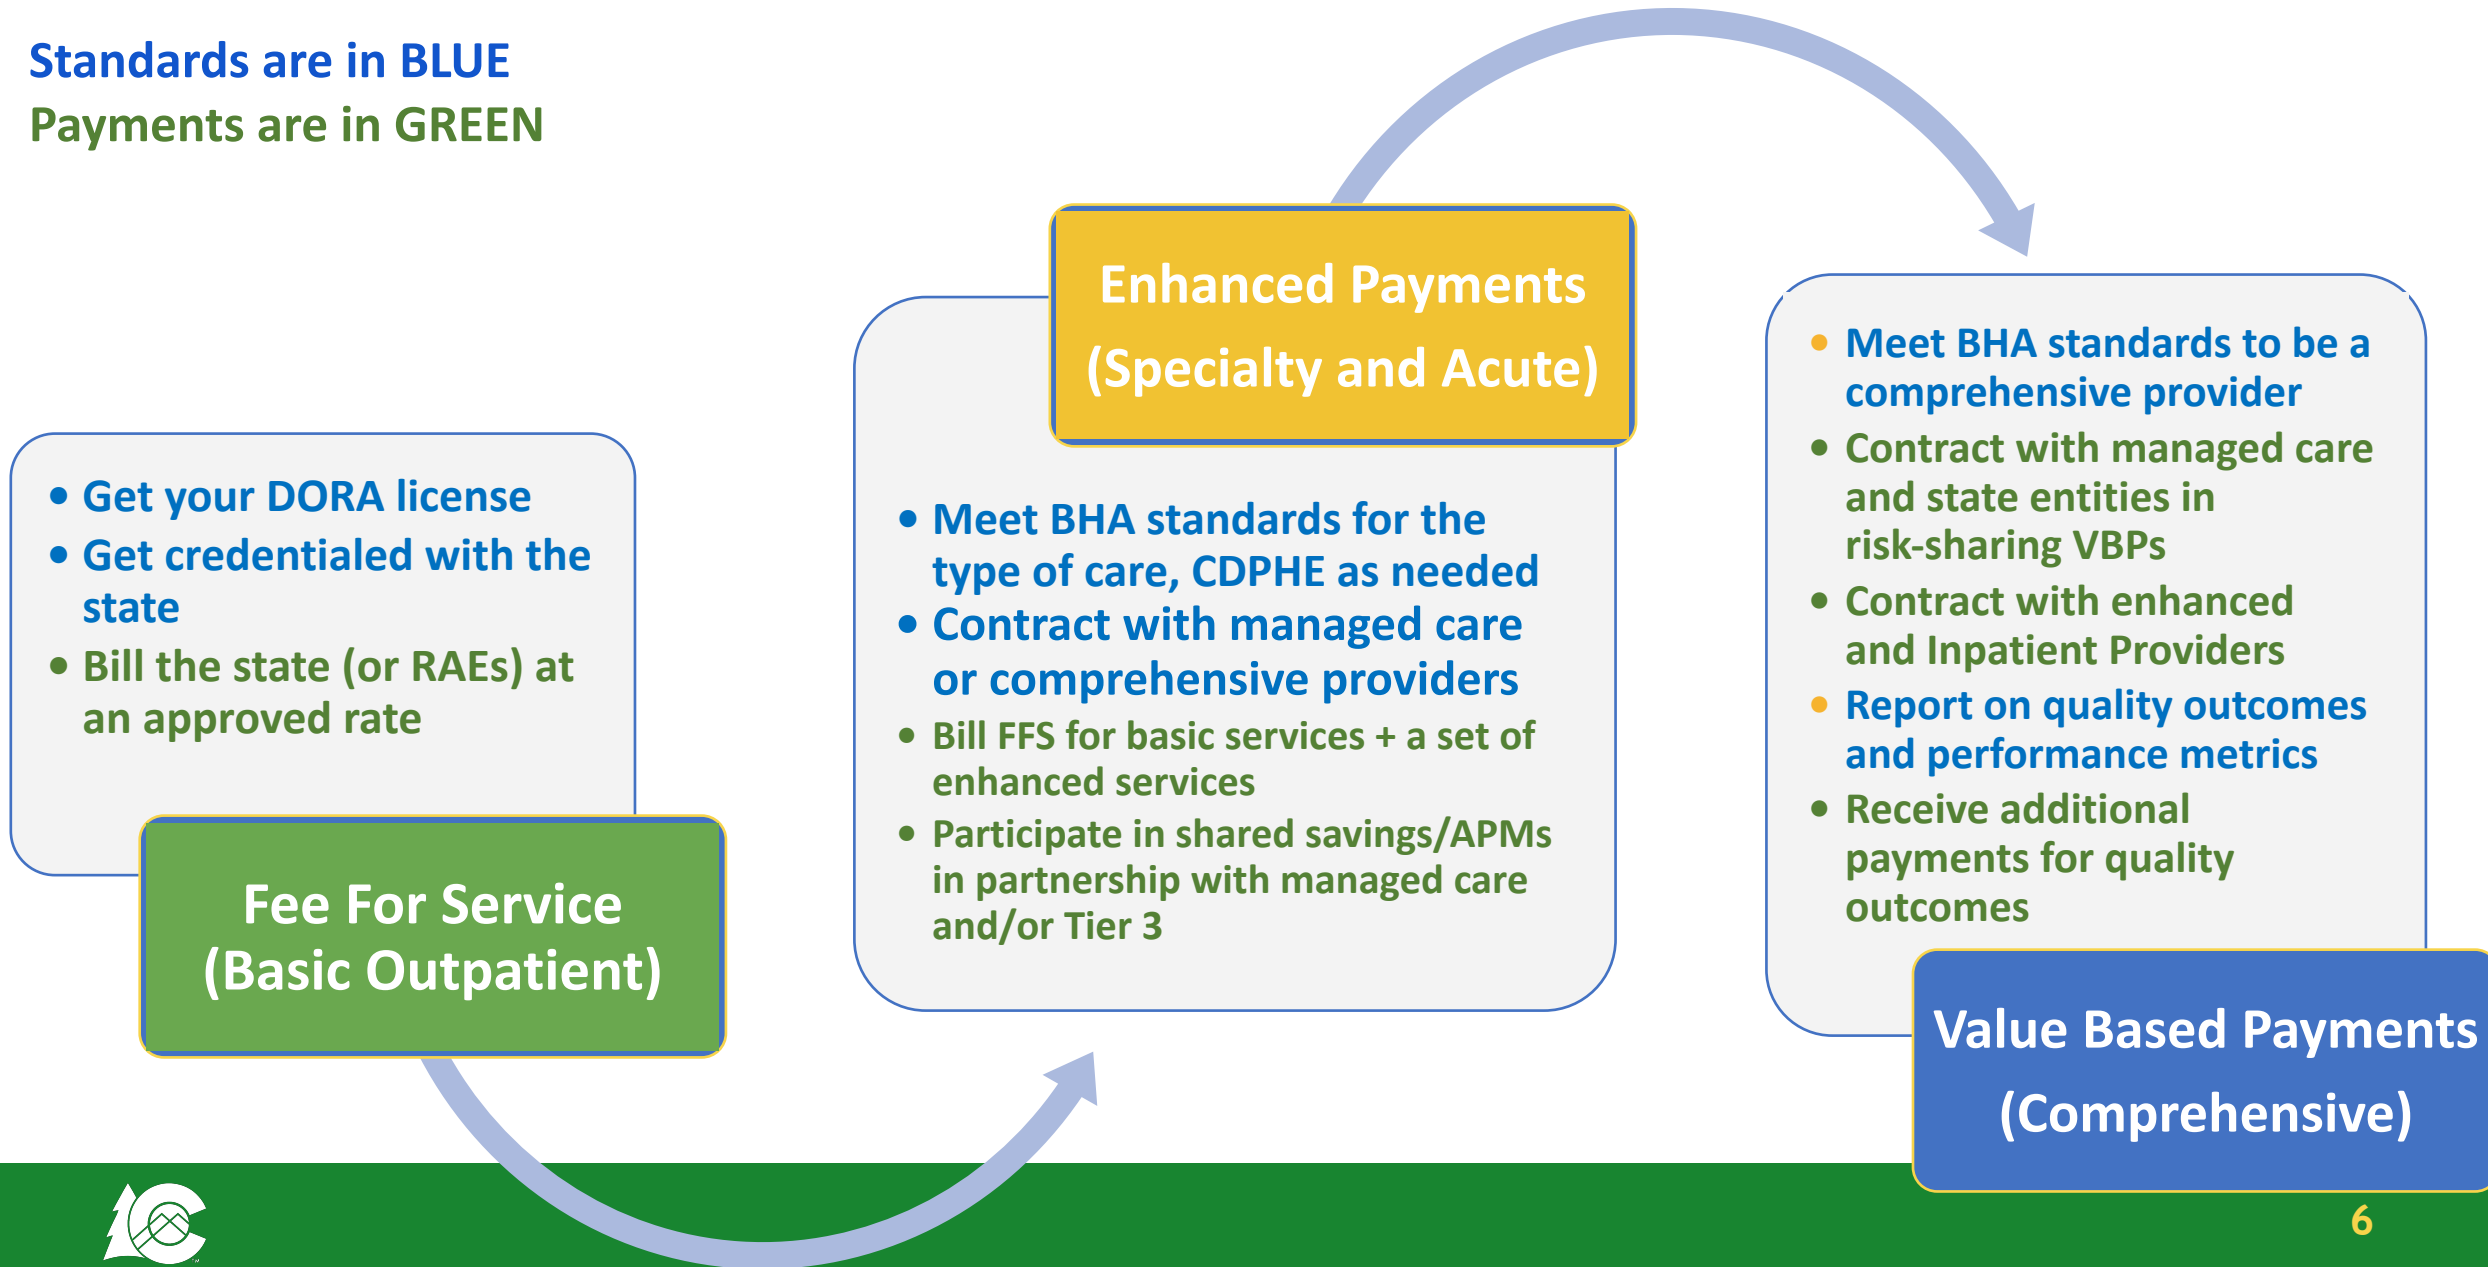 Standards are in BLUE
Payments are in GREEN
• Get your DORA license
• Get credentialed with the
state
• Bill the state (or RAEs) at
an approved rate
Fee For Service
(Basic Outpatient)
Enhanced Payments
(Specialty and Acute)
• Meet BHA standards for the
type of care, CDPHE as needed
• Contract with managed care
or comprehensive providers
• Bill FFS for basic services + a set of
enhanced services
• Participate in shared savings/APMs
in partnership with managed care
and/or Tier 3
• Meet BHA standards to be a
comprehensive provider
• Contract with managed care
and state entities in
risk-sharing VBPs
• Contract with enhanced
and Inpatient Providers
• Report on quality outcomes
and performance metrics
• Receive additional
payments for quality
outcomes
Value Based Payments
(Comprehensive)
6